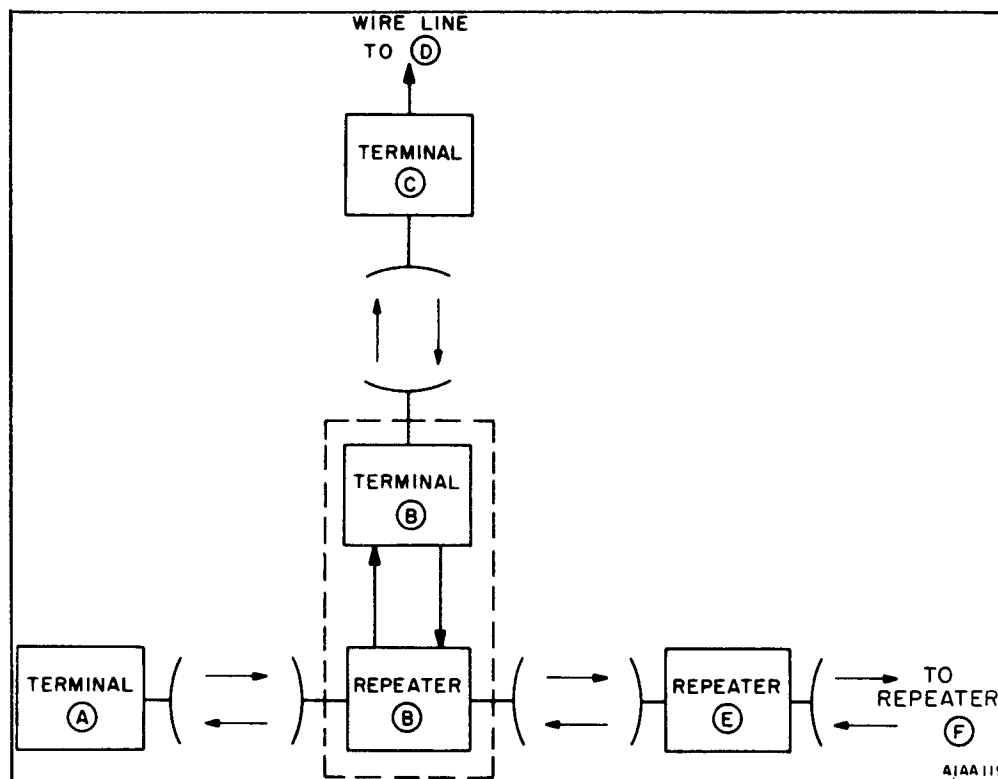 WIRE LINE
TO D
TERMINAL
C
TERMINAL
B
TERMINAL
A
REPEATER
B
REPEATER
E
TO
REPEATER
F